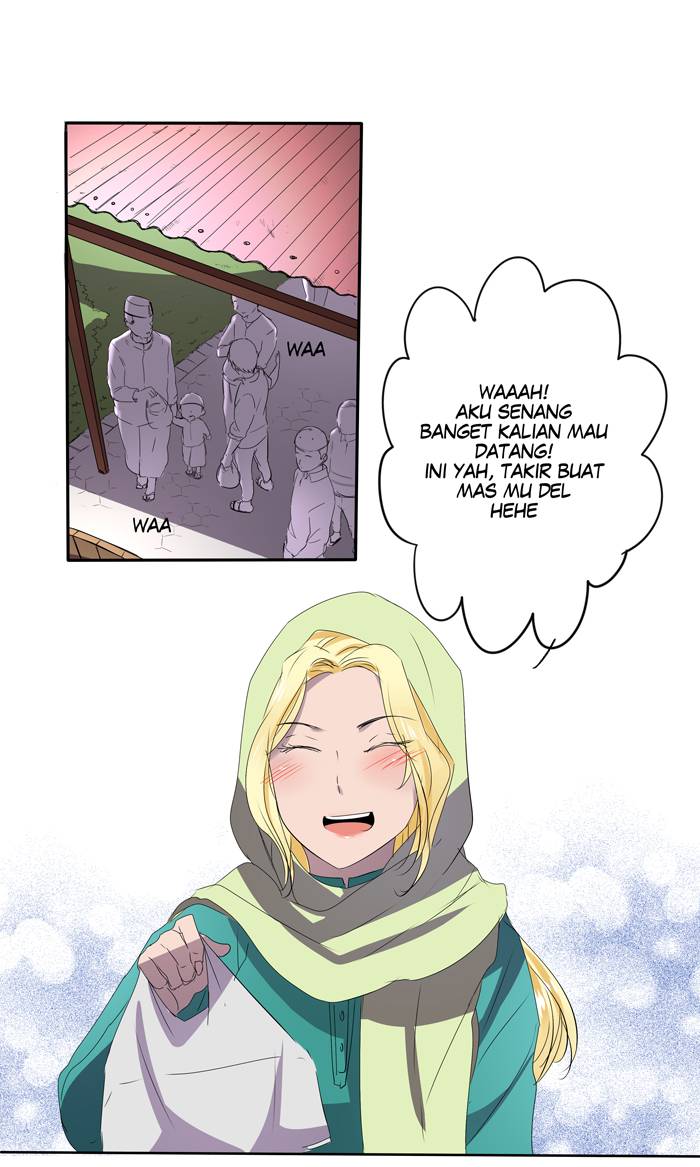 WAA
WAA
WAAAH!
AKU SENANG
BANGET KALIAN MAU
DATANG!
INI YAH, TAKIR BUAT
MAS MU DEL
HEHE